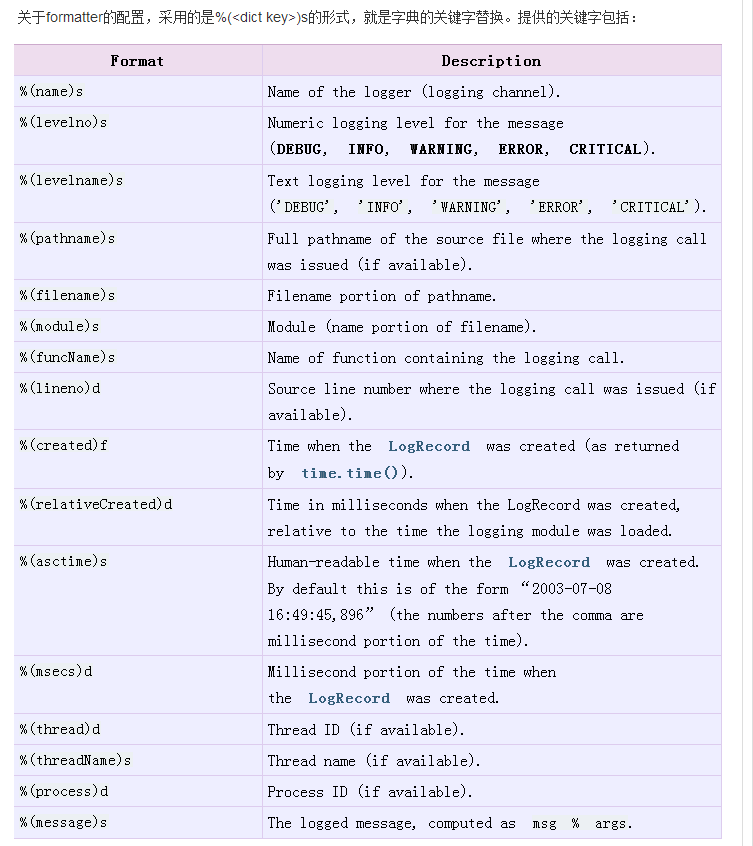 关于formatter的配置，采用的是%(<dict key>)s的形式，就是字典的关键字替换。提供的关键字包括：
Format Description
%(name)s Name of the logger (logging channel).
%(levelno)s Numeric logging level for the message
(DEBUG, INFO, WARNING, ERROR, CRITICAL).
%(levelname)s Text logging level for the message
('DEBUG', 'INFO', 'WARNING', 'ERROR', 'CRITICAL').
%(pathname)s Full pathname of the source file where the logging call
was issued (if available).
%(filename)s Filename portion of pathname.
%(module)s Module (name portion of filename).
%(funcName)s Name of function containing the logging call.
%(lineno)d Source line number where the logging call was issued (if
available).
%(created)f Time when the LogRecord was created (as returned
by time.time()).
%(relativeCreated)d Time in milliseconds when the LogRecord was created,
relative to the time the logging module was loaded.
%(asctime)s Human-readable time when the LogRecord was created.
By default this is of the form “2003-07-08
16:49:45,896” (the numbers after the comma are
millisecond portion of the time).
%(msecs)d Millisecond portion of the time when
the LogRecord was created.
%(thread)d Thread ID (if available).
%(threadName)s Thread name (if available).
%(process)d Process ID (if available).
%(message)s The logged message, computed as msg % args.